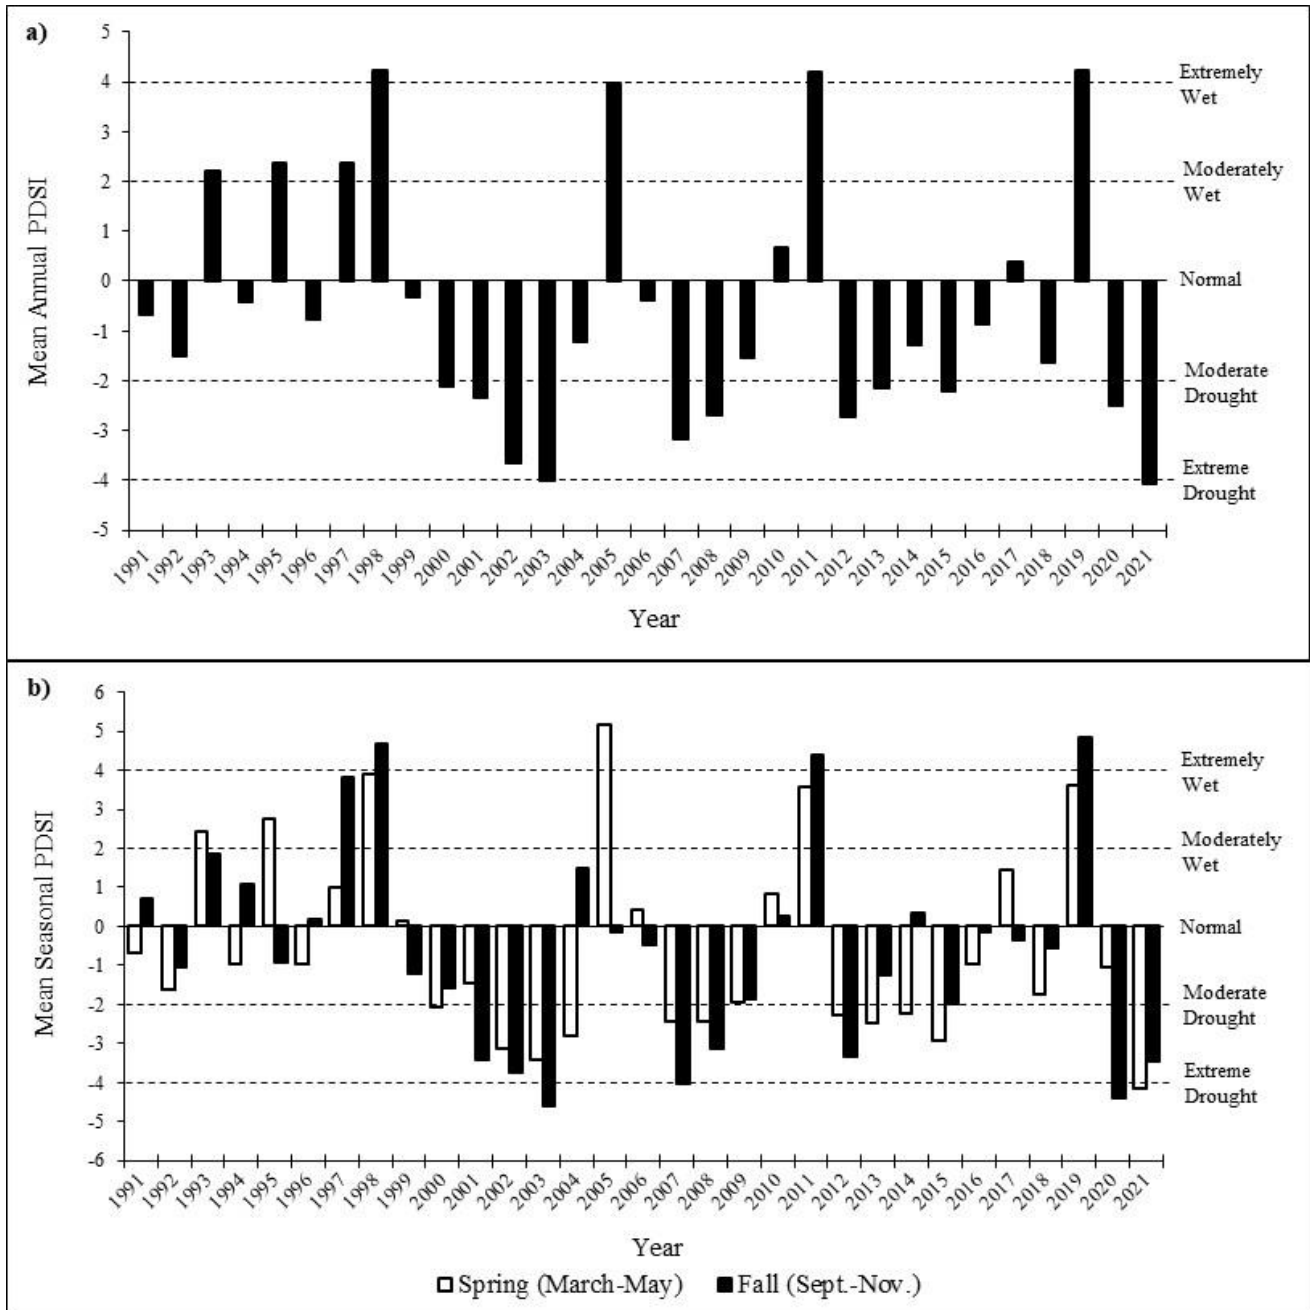 a)
5
4
3
2
1
0
-1
-2
-3
-4
-5
Mean Annual PDSI
Extremely
Wet
Moderately
Wet
Normal
Moderate
Drought
Extreme
Drought
1991 1992 1993 1994 1995 1996 1997 1998 1999 2000 2001 2002 2003 2004 2005 2006 2007 2008 2009 2010 2011 2012 2013 2014 2015 2016 2017 2018 2019 2020 2021
Year
b)
6
5
4
3
2
1
0
-1
-2
-3
-4
-5
-6
Mean Seasonal PDSI
Extremely
Wet
Moderately
Wet
Normal
Moderate
Drought
Extreme
Drought
1991 1992 1993 1994 1995 1996 1997 1998 1999 2000 2001 2002 2003 2004 2005 2006 2007 2008 2009 2010 2011 2012 2013 2014 2015 2016 2017 2018 2019 2020 2021
Year
Spring (March-May) Fall (Sept.-Nov.)